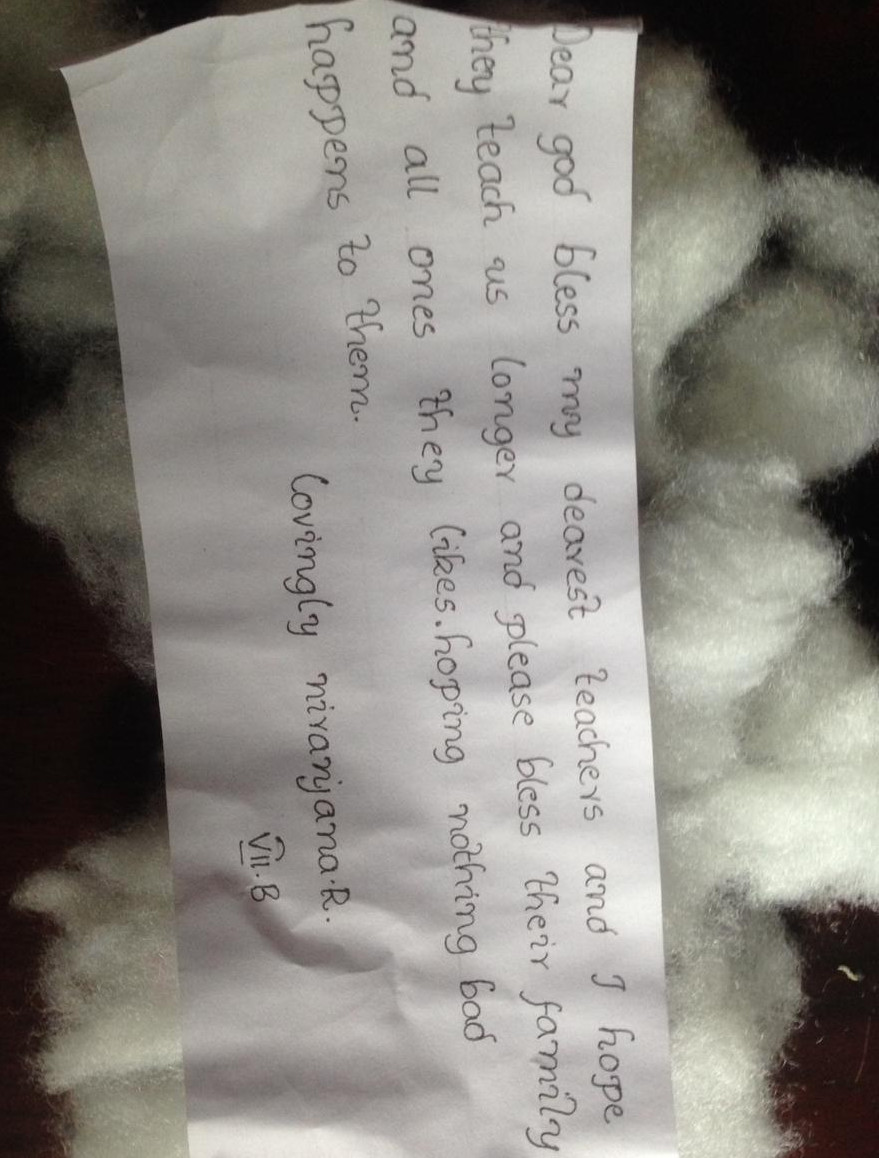 Dear god bless my dearest teachers and I hope
they teach us longer and please bless their family
and all ones they likes. hoping nothing bad
happens to them.
lovingly niranjana.R.
VII.B